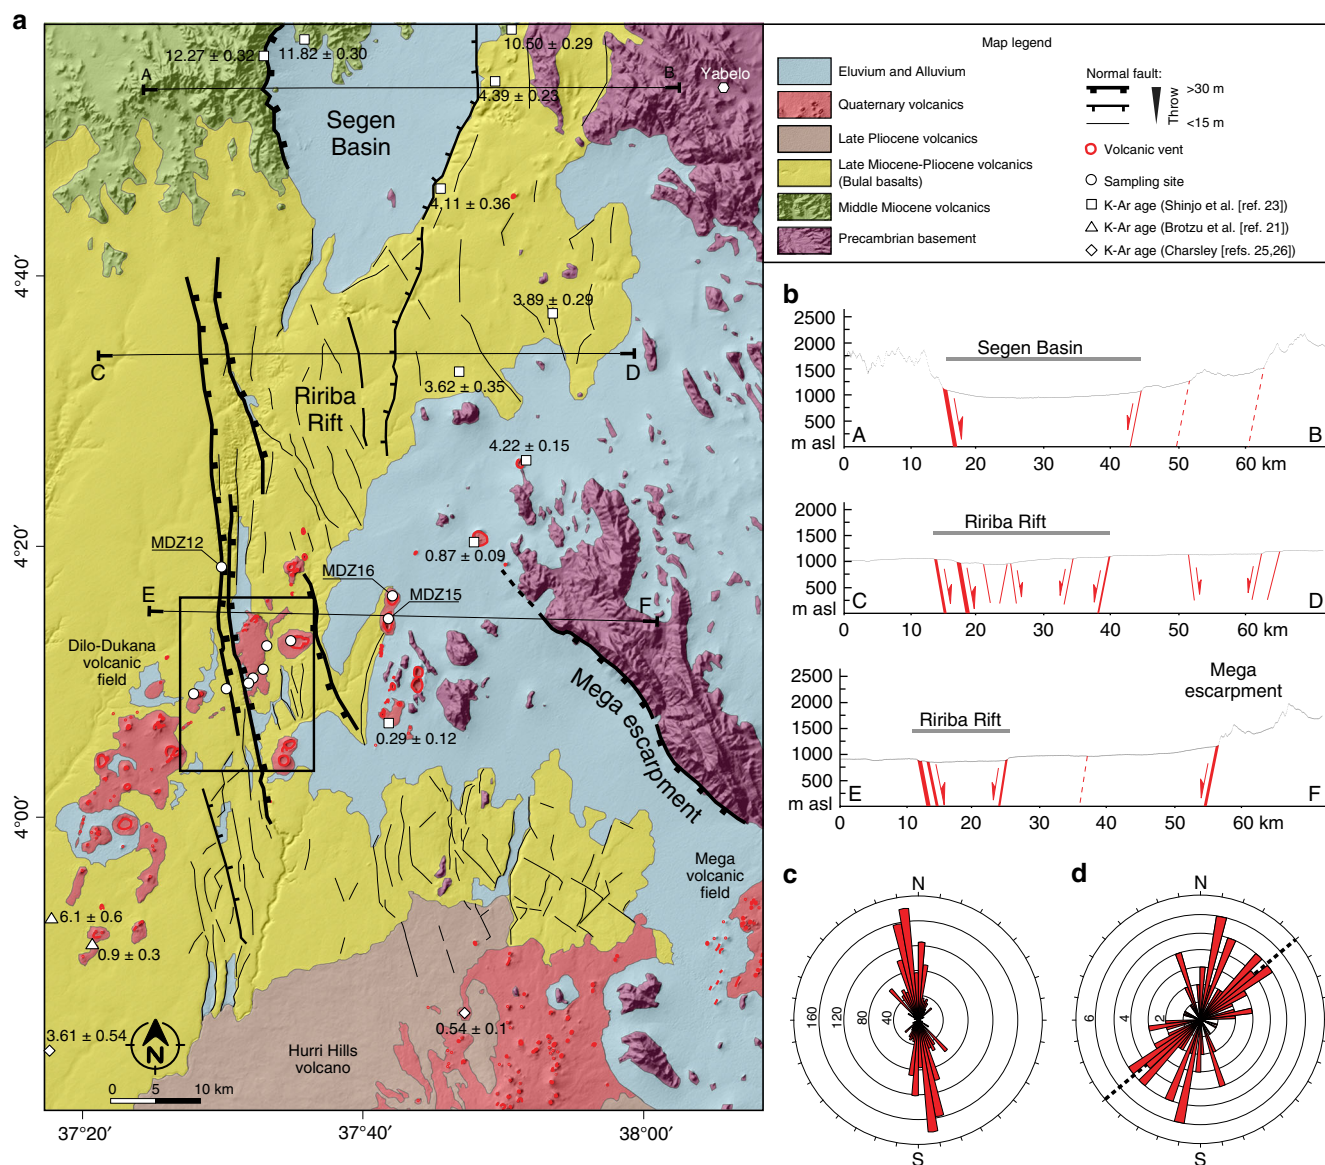 a
12.27 ± 0.32
11.82 ± 0.30
10.50 ± 0.29
A
B
Yabelo
4.39 ± 0.23
Segen
Basin
4.11 ± 0.36
4°40'
3.89 ± 0.29
C
D
3.62 ± 0.35
Ririba
Rift
4.22 ± 0.15
4°20'
MDZ12
0.87 ± 0.09
MDZ16
MDZ15
E
F
Dilo-Dukana
volcanic
field
Mega escarpment
0.29 ± 0.12
4°00'
Mega
volcanic
field
6.1 ± 0.6
0.9 ± 0.3
3.61 ± 0.54
N
0.54 ± 0.1
Hurri Hills
volcano
0 5 10 km
37°20'
37°40'
38°00'
Map legend
Eluvium and Alluvium
Quaternary volcanics
Late Pliocene volcanics
Late Miocene-Pliocene volcanics
(Bulal basalts)
Middle Miocene volcanics
Precambrian basement
Normal fault:
>30 m
Throw
<15 m
Volcanic vent
Sampling site
K-Ar age (Shinjo et al. [ref. 23])
K-Ar age (Brotzu et al. [ref. 21])
K-Ar age (Charsley [refs. 25,26])
b
2500
2000
1500
1000
500
m asl
Segen Basin
A
B
0 10 20 30 40 50 60 km
2000
1500
1000
500
m asl
Ririba Rift
C
D
0 10 20 30 40 50 60 km
2500
2000
1500
1000
500
m asl
Ririba Rift
Mega
escarpment
E
F
0 10 20 30 40 50 60 km
c
N
160 120 80 40
S
d
N
6 4 2
S